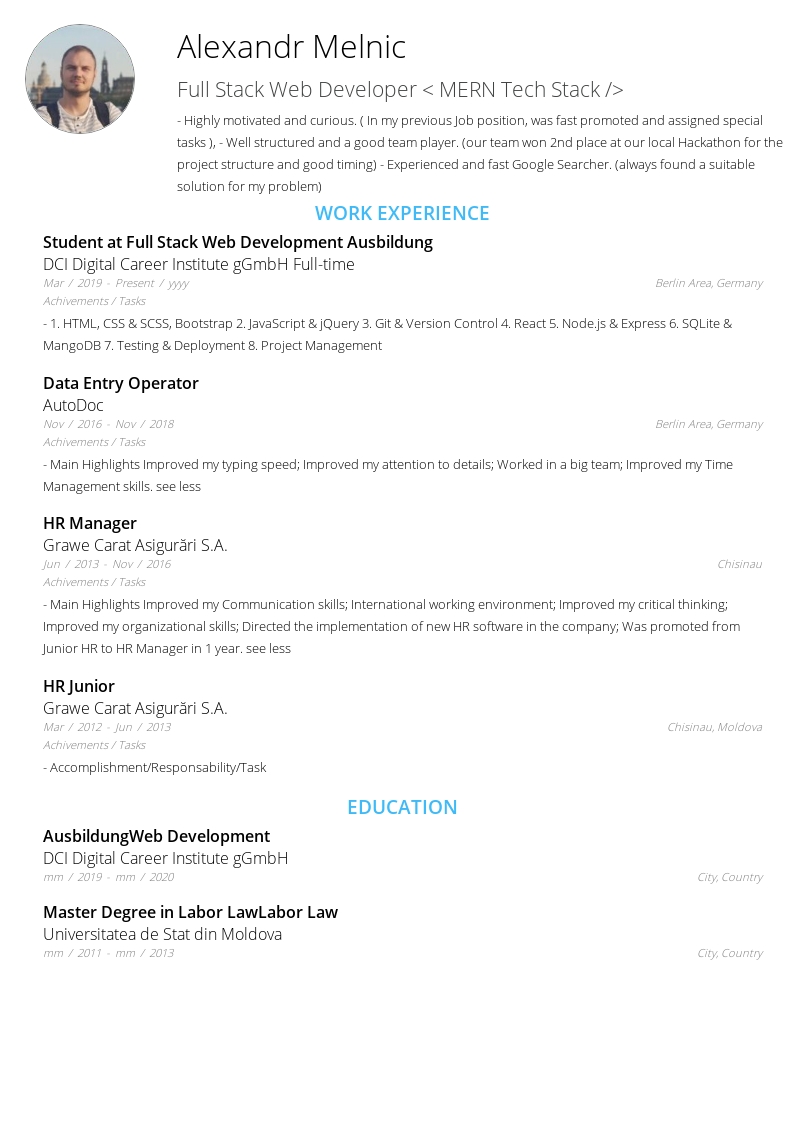 Alexandr Melnic
Full Stack Web Developer < MERN Tech Stack />
- Highly motivated and curious. ( In my previous Job position, was fast promoted and assigned special
tasks ), - Well structured and a good team player. (our team won 2nd place at our local Hackathon for the
project structure and good timing) - Experienced and fast Google Searcher. (always found a suitable
solution for my problem)
WORK EXPERIENCE
Student at Full Stack Web Development Ausbildung
DCI Digital Career Institute gGmbH Full-time
Mar / 2019 - Present / yyyy Berlin Area, Germany
Achivements / Tasks
- 1. HTML, CSS & SCSS, Bootstrap 2. JavaScript & jQuery 3. Git & Version Control 4. React 5. Node.js & Express 6. SQLite &
MangoDB 7. Testing & Deployment 8. Project Management
Data Entry Operator
AutoDoc
Nov / 2016 - Nov / 2018 Berlin Area, Germany
Achivements / Tasks
- Main Highlights Improved my typing speed; Improved my attention to details; Worked in a big team; Improved my Time
Management skills. see less
HR Manager
Grawe Carat Asigurări S.A.
Jun / 2013 - Nov / 2016 Chisinau
Achivements / Tasks
- Main Highlights Improved my Communication skills; International working environment; Improved my critical thinking;
Improved my organizational skills; Directed the implementation of new HR software in the company; Was promoted from
Junior HR to HR Manager in 1 year. see less
HR Junior
Grawe Carat Asigurări S.A.
Mar / 2012 - Jun / 2013 Chisinau, Moldova
Achivements / Tasks
- Accomplishment/Responsability/Task
EDUCATION
AusbildungWeb Development
DCI Digital Career Institute gGmbH
mm / 2019 - mm / 2020 City, Country
Master Degree in Labor LawLabor Law
Universitatea de Stat din Moldova
mm / 2011 - mm / 2013 City, Country